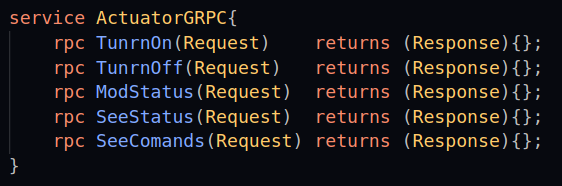 service ActuatorGRPC{
rpc TunrnOn(Request) returns (Response){};
rpc TunrnOff(Request) returns (Response){};
rpc ModStatus(Request) returns (Response){};
rpc SeeStatus(Request) returns (Response){};
rpc SeeComands(Request) returns (Response){};
}